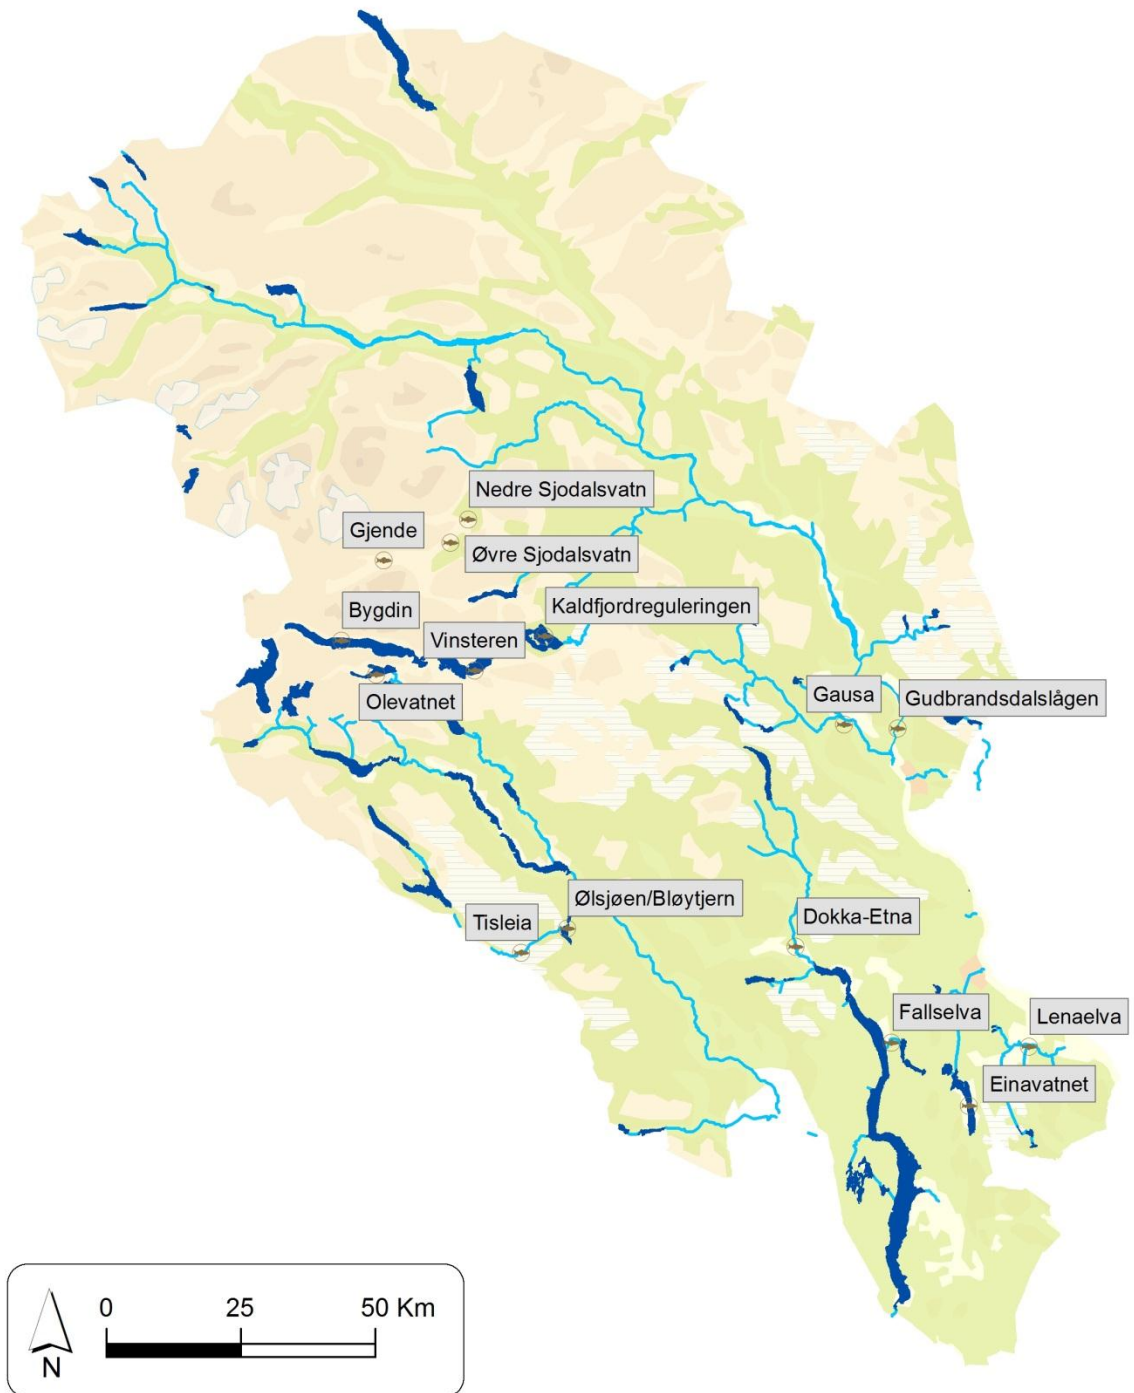 Nedre Sjodalsvatn
Gjende
Øvre Sjodalsvatn
Bygdin
Kaldfjordreguleringen
Vinsteren
Olevatnet
Gausa
Gudbrandsdalslågen
Ølsjøen/Bløytjern
Tisleia
Dokka-Etna
Fallselva
Lenaelva
Einavatnet
0 25 50 Km
N